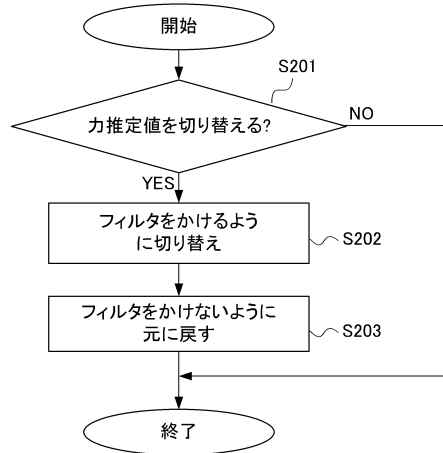 開始
S201
力推定値を切り替える?
NO
YES
フィルタをかけるよう
に切り替え
S202
フィルタをかけないように
元に戻す
S203
終了